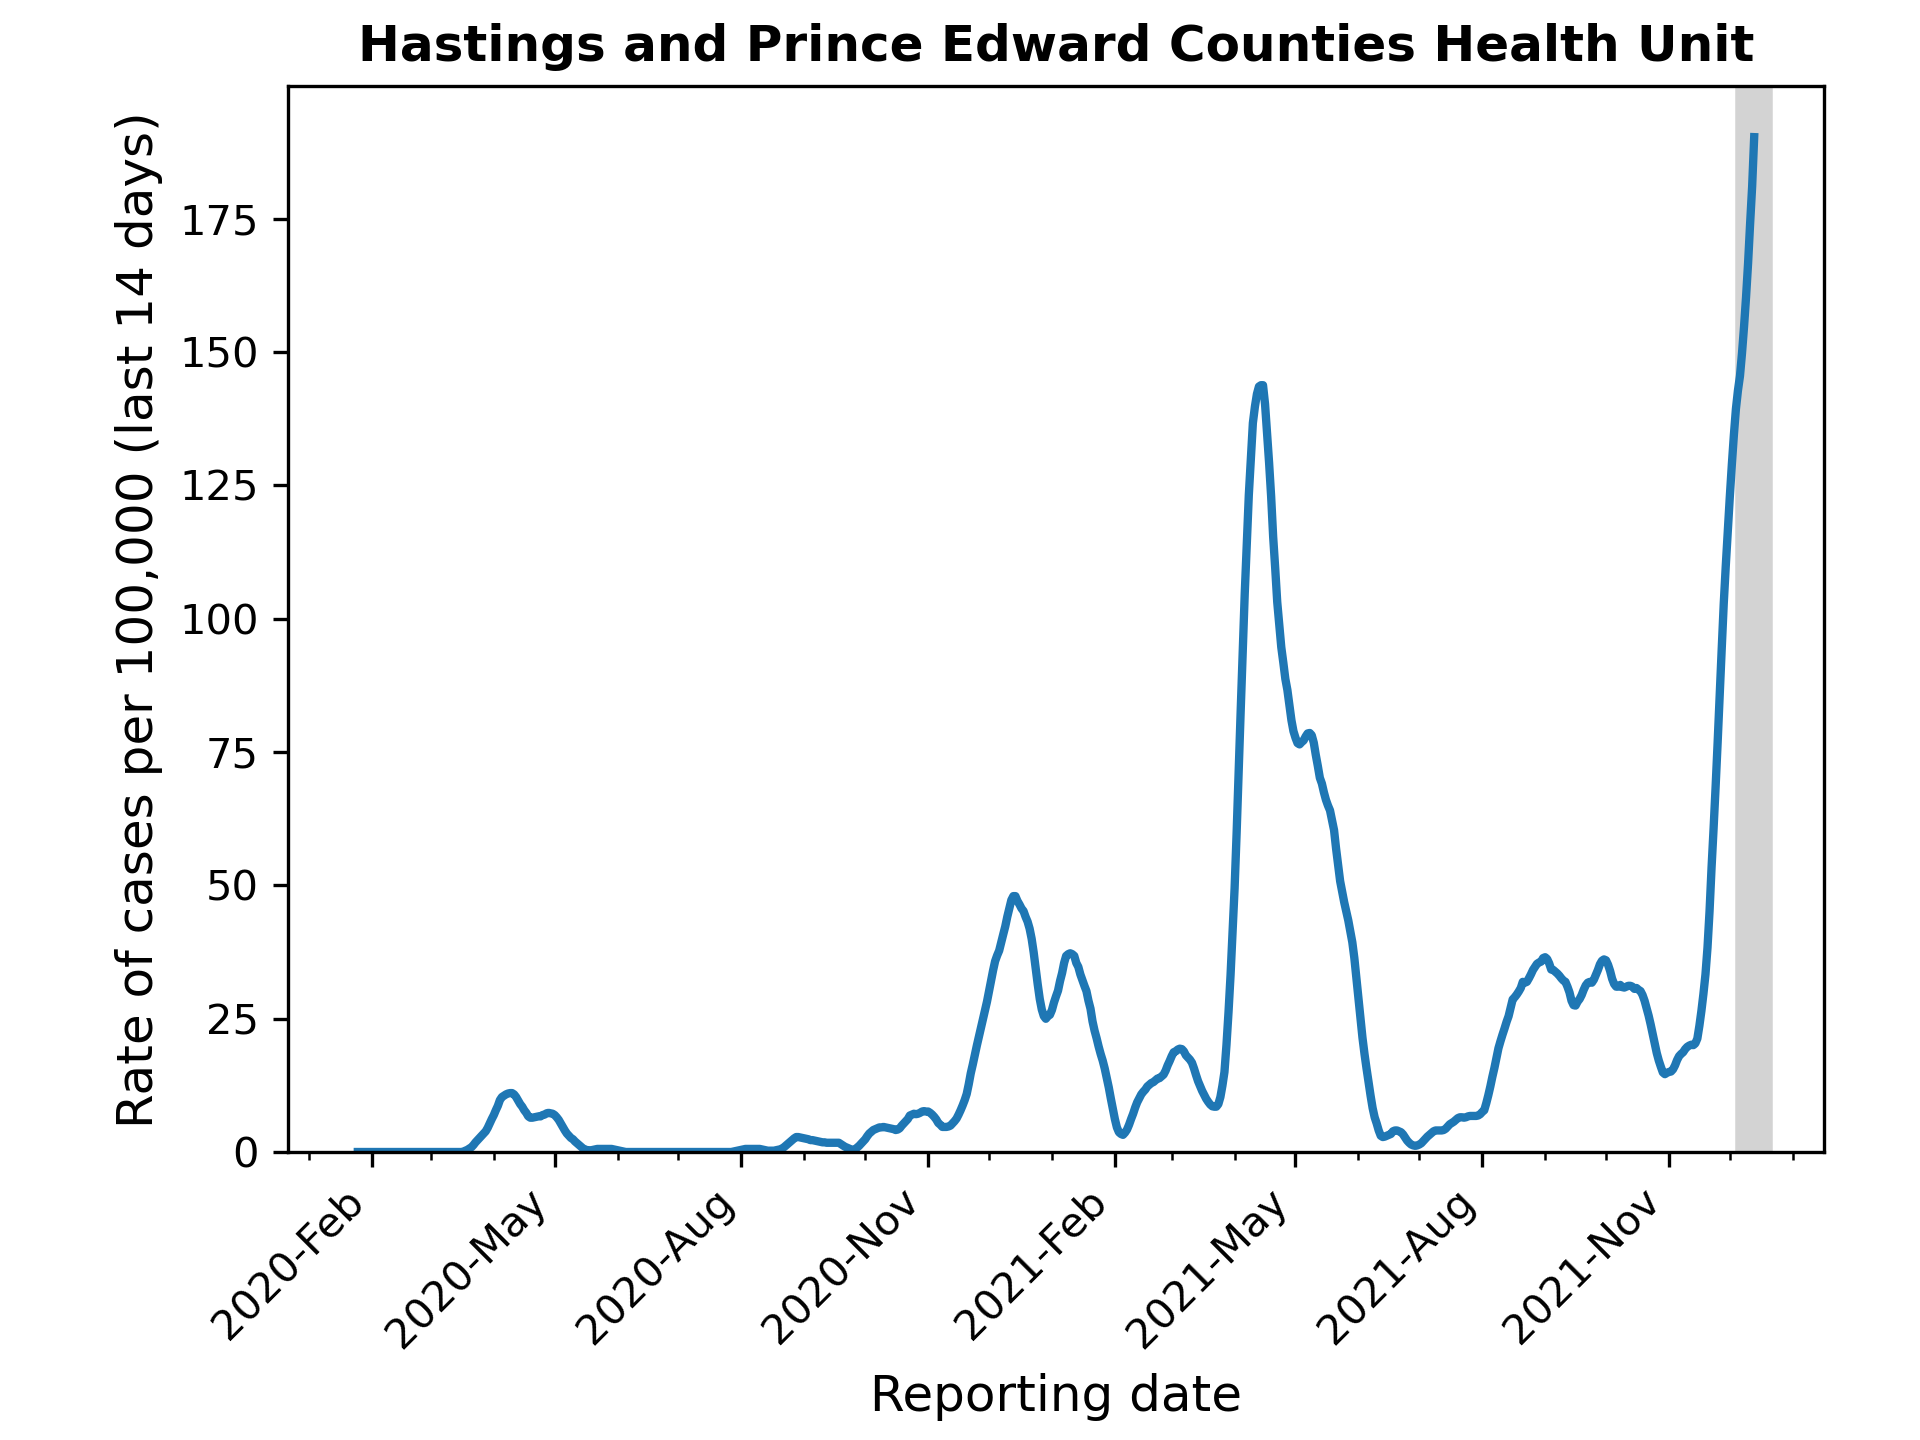 Hastings and Prince Edward Counties Health Unit
Rate of cases per 100,000 (last 14 days)
175
150
125
100
75
50
25
0
2020-Feb
2020-May
2020-Aug
2020-Nov
2021-Feb
2021-May
2021-Aug
2021-Nov
Reporting date